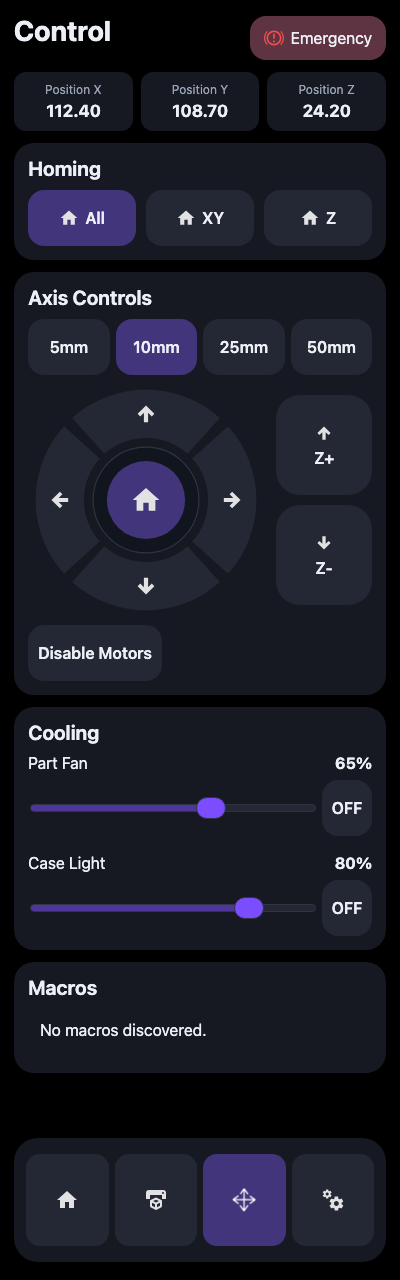 Control
Emergency
Position X
112.40
Position Y
108.70
Position Z
24.20
Homing
All
XY
Z
Axis Controls
5mm
10mm
25mm
50mm
Z+
Z-
Disable Motors
Cooling
Part Fan
65%
OFF
Case Light
80%
OFF
Macros
No macros discovered.